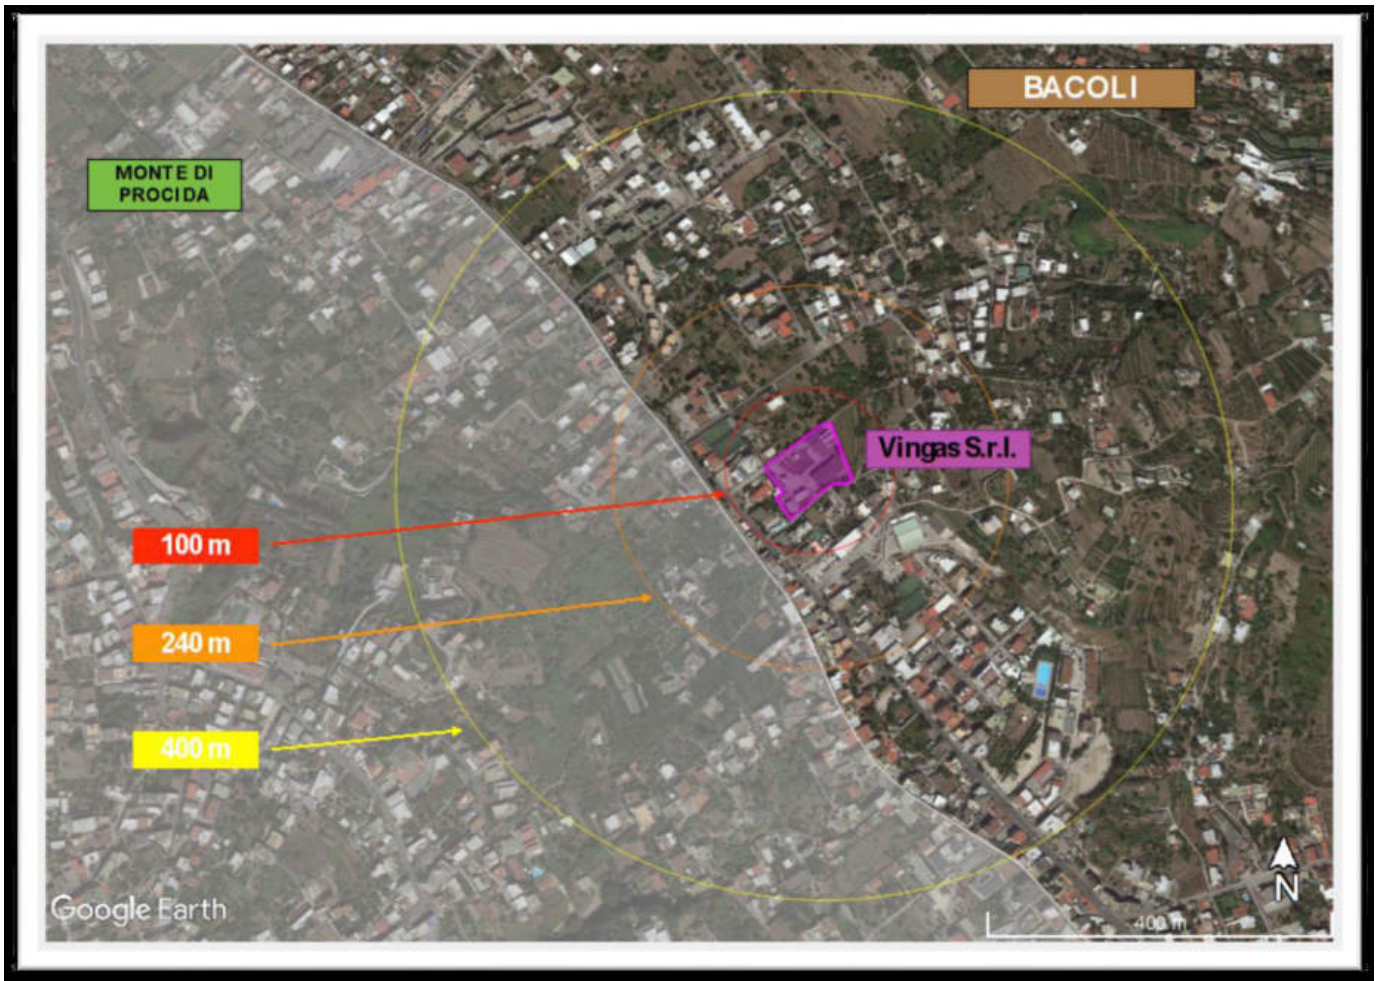 BACOLI
MONTE DI
PROCIDA
Vingas S.r.l.
100 m
240 m
400 m
N
Google Earth
400 m